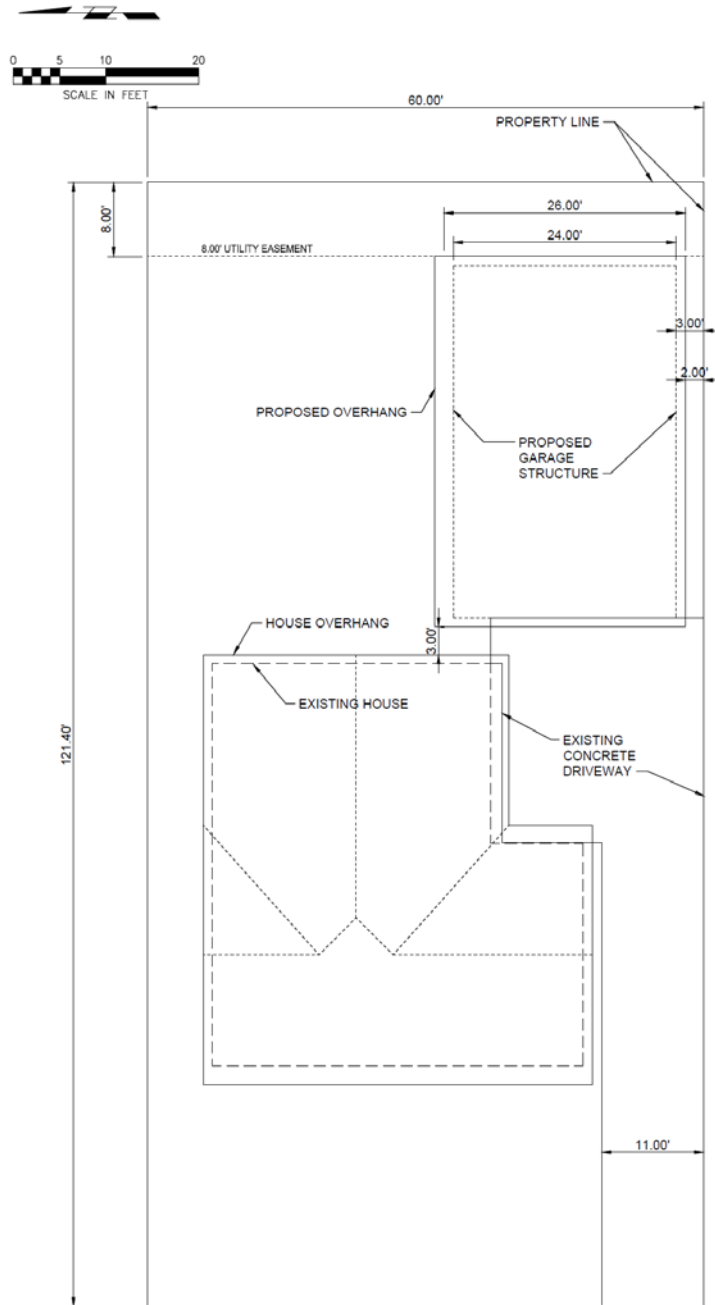 0 5 10 20
SCALE IN FEET
60.00'
PROPERTY LINE
8.00'
26.00'
24.00'
8.00' UTILITY EASEMENT
3.00'
2.00'
PROPOSED OVERHANG
PROPOSED
GARAGE
STRUCTURE
HOUSE OVERHANG
3.00'
EXISTING HOUSE
EXISTING
CONCRETE
DRIVEWAY
121.40'
11.00'